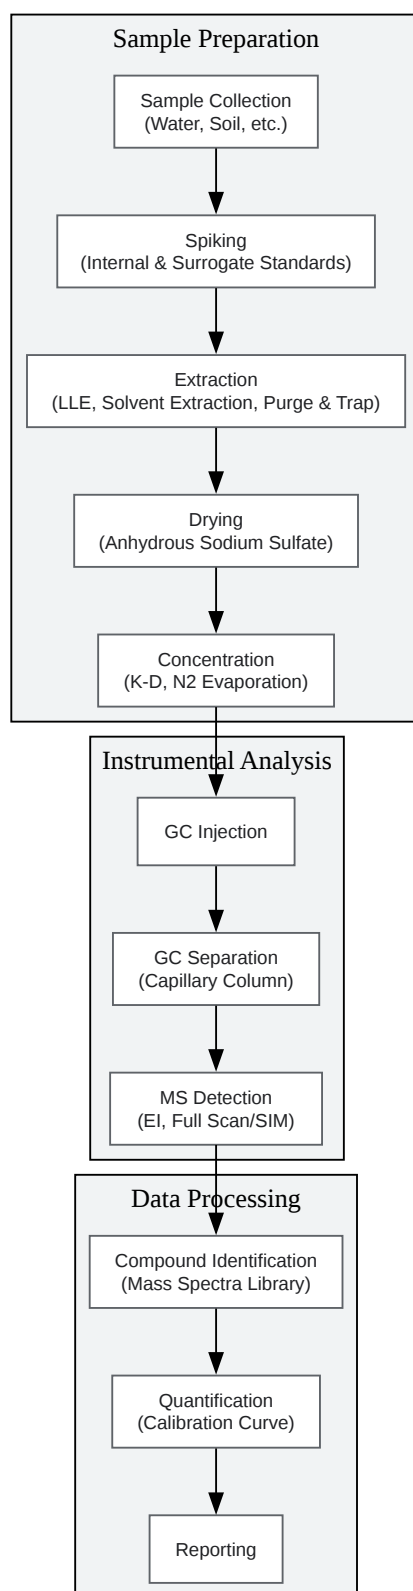 Sample Preparation
Sample Collection
(Water, Soil, etc.)
Spiking
(Internal & Surrogate Standards)
Extraction
(LLE, Solvent Extraction, Purge & Trap)
Drying
(Anhydrous Sodium Sulfate)
Concentration
(K-D, N2 Evaporation)
Instrumental Analysis
GC Injection
GC Separation
(Capillary Column)
MS Detection
(EI, Full Scan/SIM)
Data Processing
Compound Identification
(Mass Spectra Library)
Quantification
(Calibration Curve)
Reporting